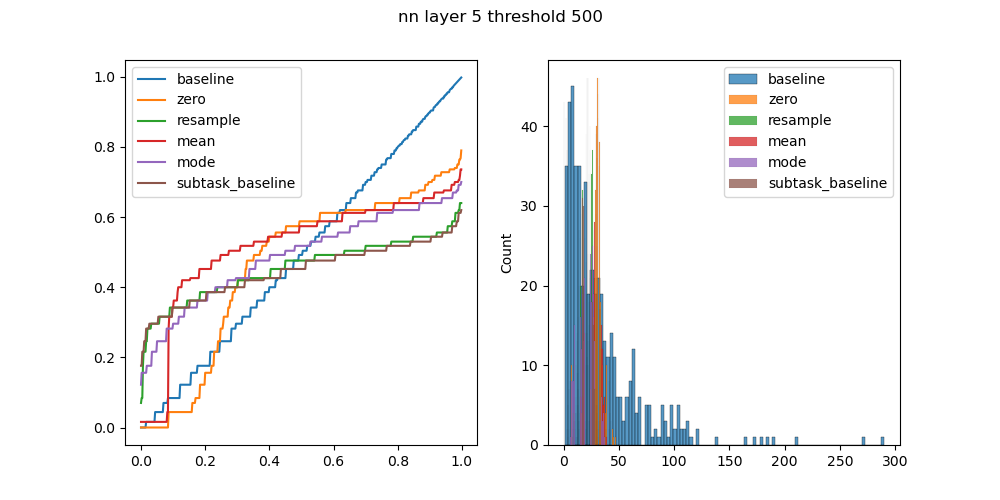 nn layer 5 threshold 500
baseline
zero
resample
mean
mode
subtask_baseline
1.0
0.8
0.6
0.4
0.2
0.0
0.0 0.2 0.4 0.6 0.8 1.0
baseline
zero
resample
mean
mode
subtask_baseline
Count
40
30
20
10
0
0 50 100 150 200 250 300